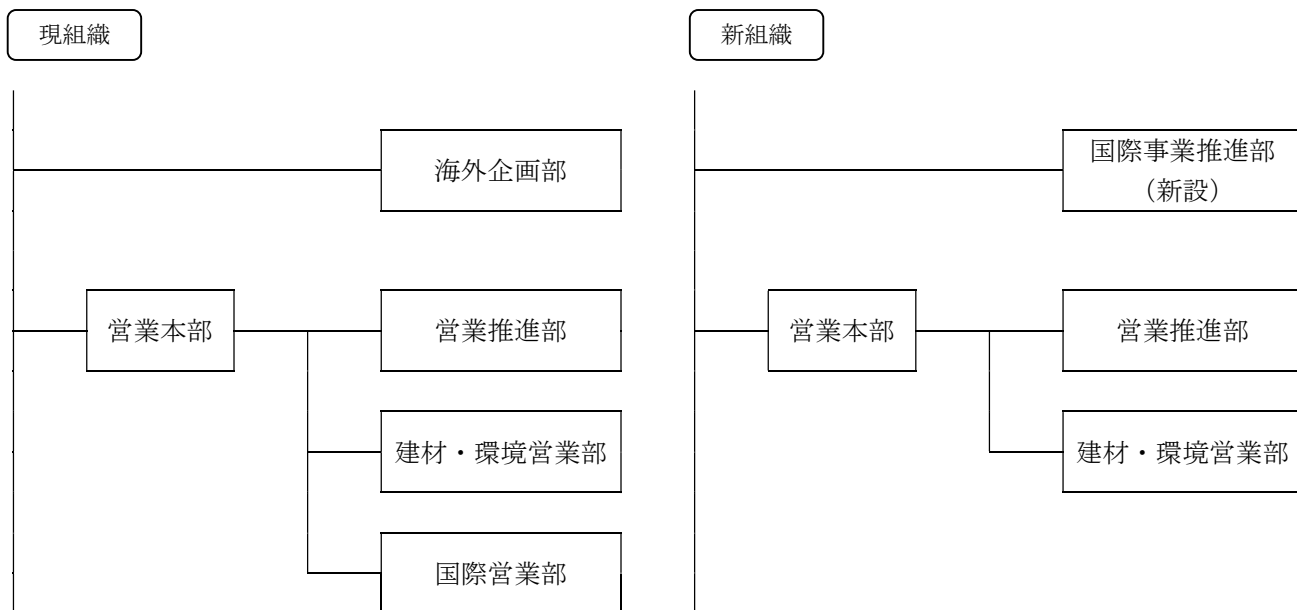 現組織
海外企画部
営業本部
営業推進部
建材・環境営業部
国際営業部
新組織
国際事業推進部
（新設）
営業本部
営業推進部
建材・環境営業部